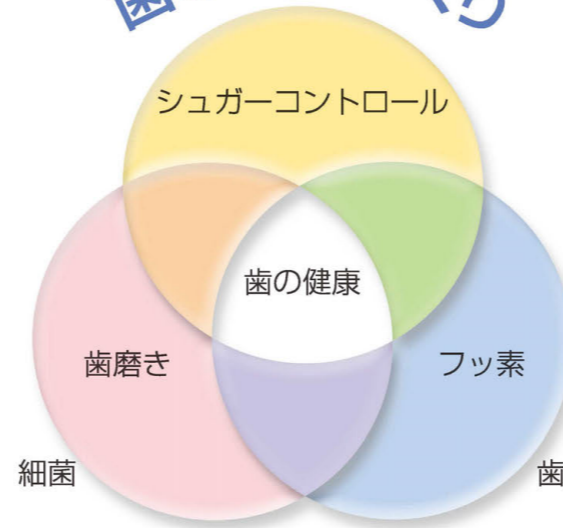 シュガーコントロール
歯の健康
歯磨き
フッ素
細菌
歯